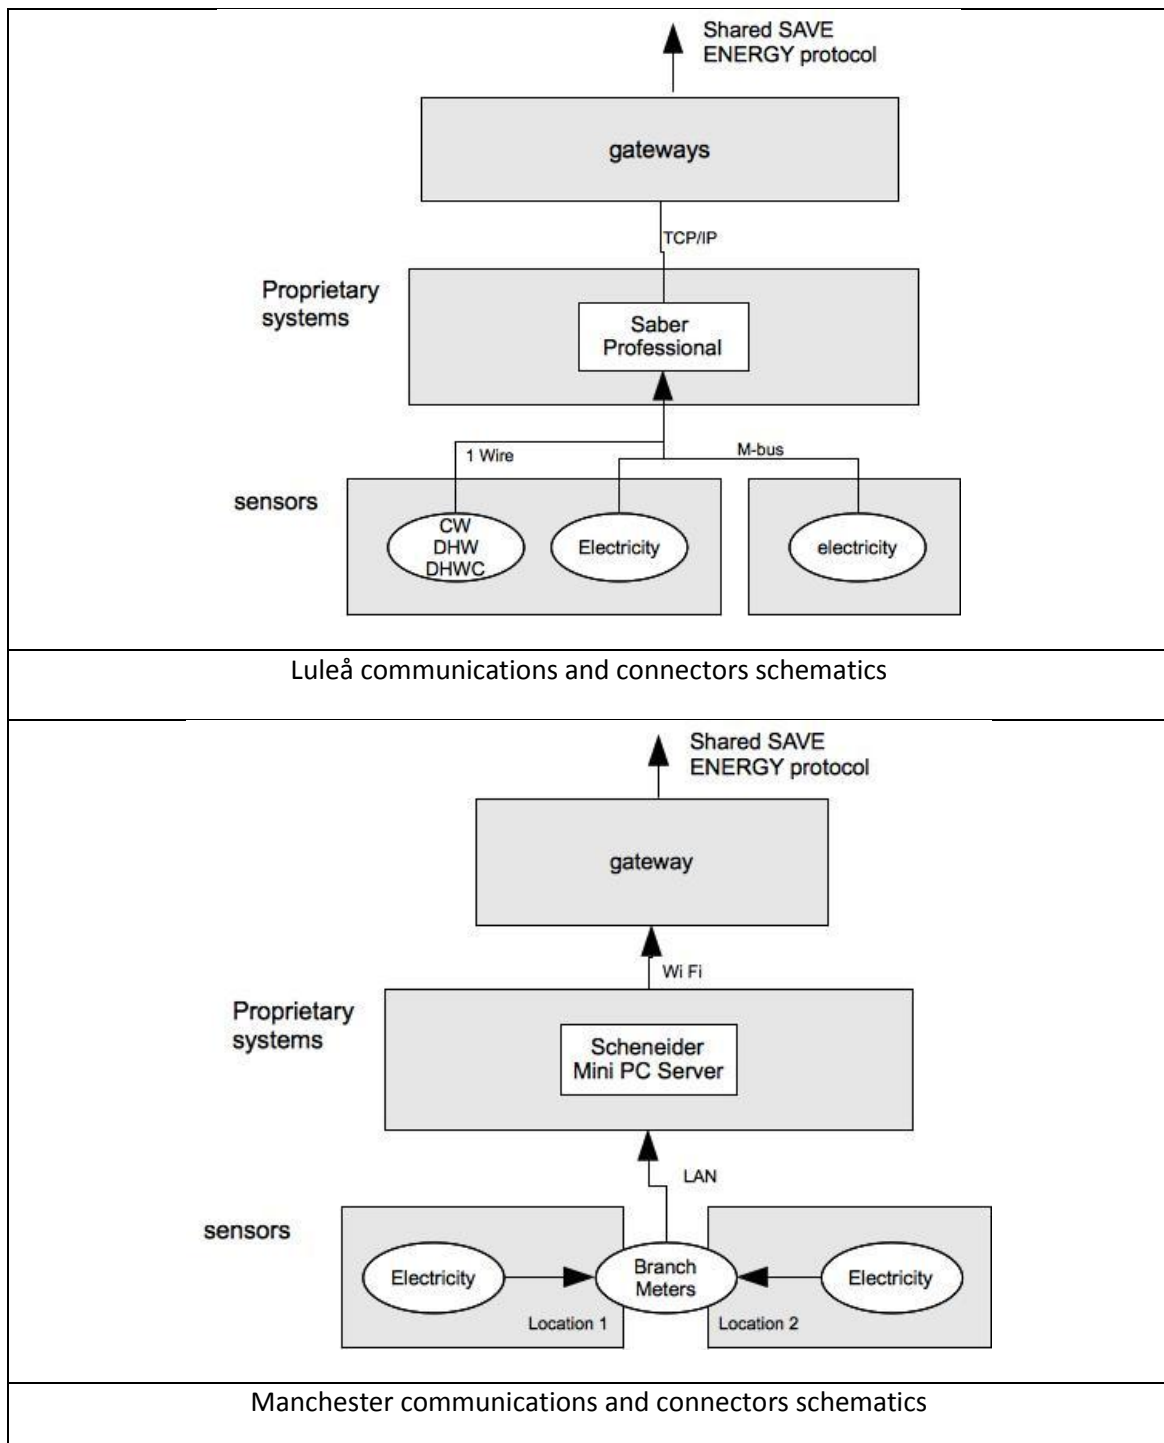 Shared SAVE
ENERGY protocol
gateways
TCP/IP
Proprietary
systems
Saber
Professional
1 Wire
M-bus
sensors
CW
DHW
DHWC
Electricity
electricity
Luleå communications and connectors schematics
Shared SAVE
ENERGY protocol
gateway
Wi Fi
Proprietary
systems
Scheneider
Mini PC Server
LAN
sensors
Electricity
Branch
Meters
Electricity
Location 1
Location 2
Manchester communications and connectors schematics